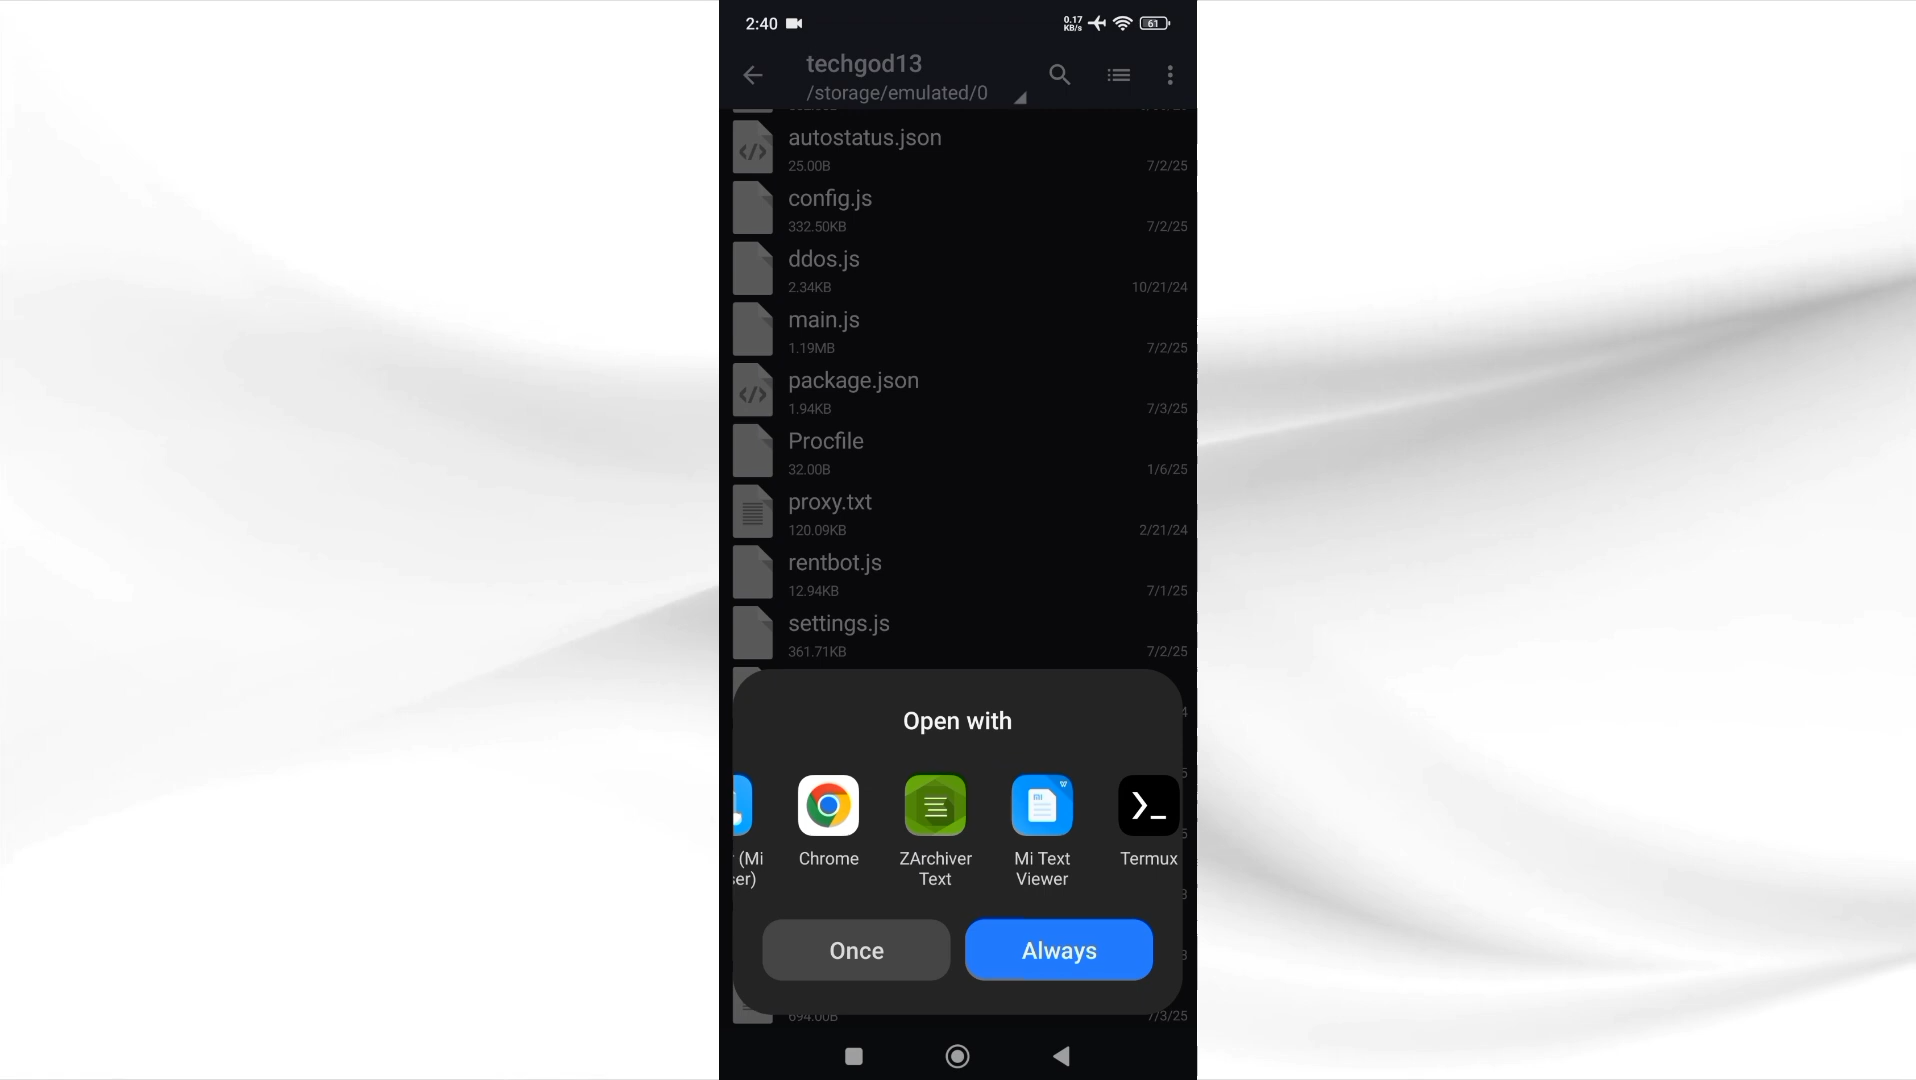 2:40
0.17
KB/s
61
techgod13
/storage/emulated/0
autostatus.json
25.00B
7/2/25
config.js
332.50KB
7/2/25
ddos.js
2.34KB
10/21/24
main.js
1.19MB
7/2/25
package.json
1.94KB
7/3/25
Procfile
32.00B
1/6/25
proxy.txt
120.09KB
2/21/24
rentbot.js
12.94KB
7/1/25
settings.js
361.71KB
7/2/25
Open with
(Mi
ser)
Chrome
ZArchiver
Text
Mi Text
Viewer
Termux
Once
Always
694.00B
7/3/25